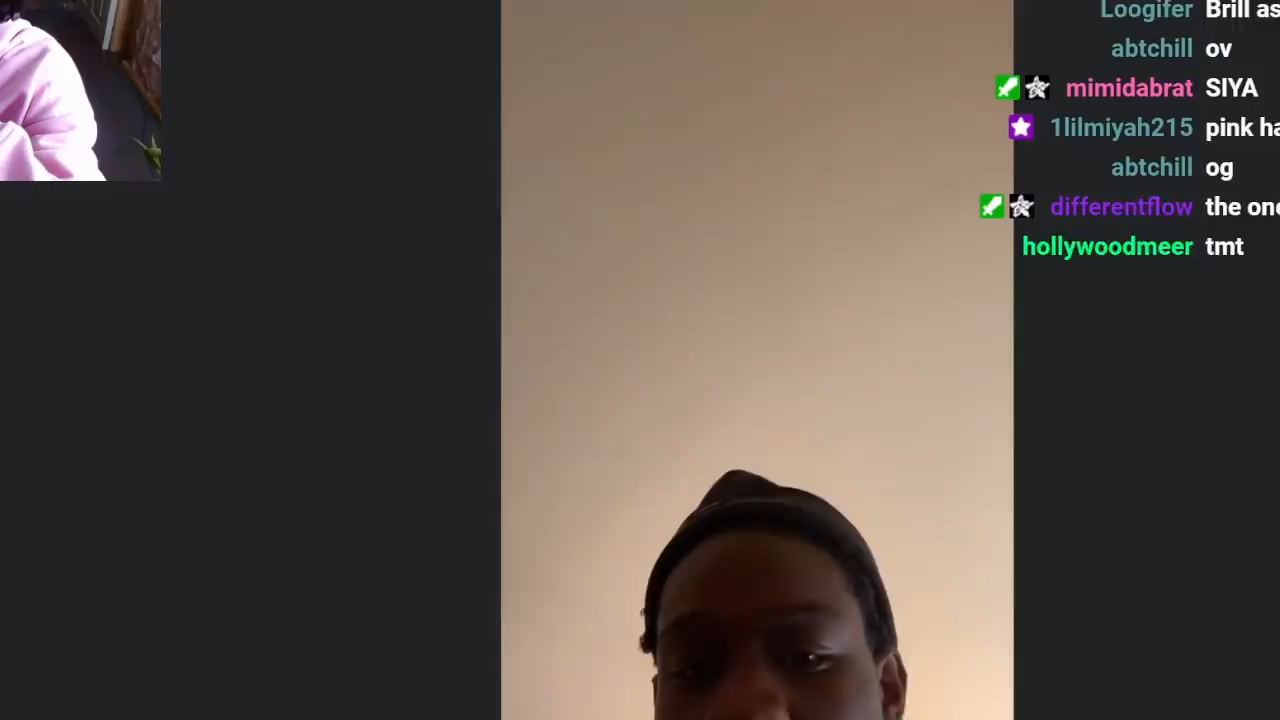 Loogifer Brill as
abtchill ov
mimidabrat SIYA
1lilmiyah215 pink ha
abtchill og
differentflow the one
hollywoodmeer tmt